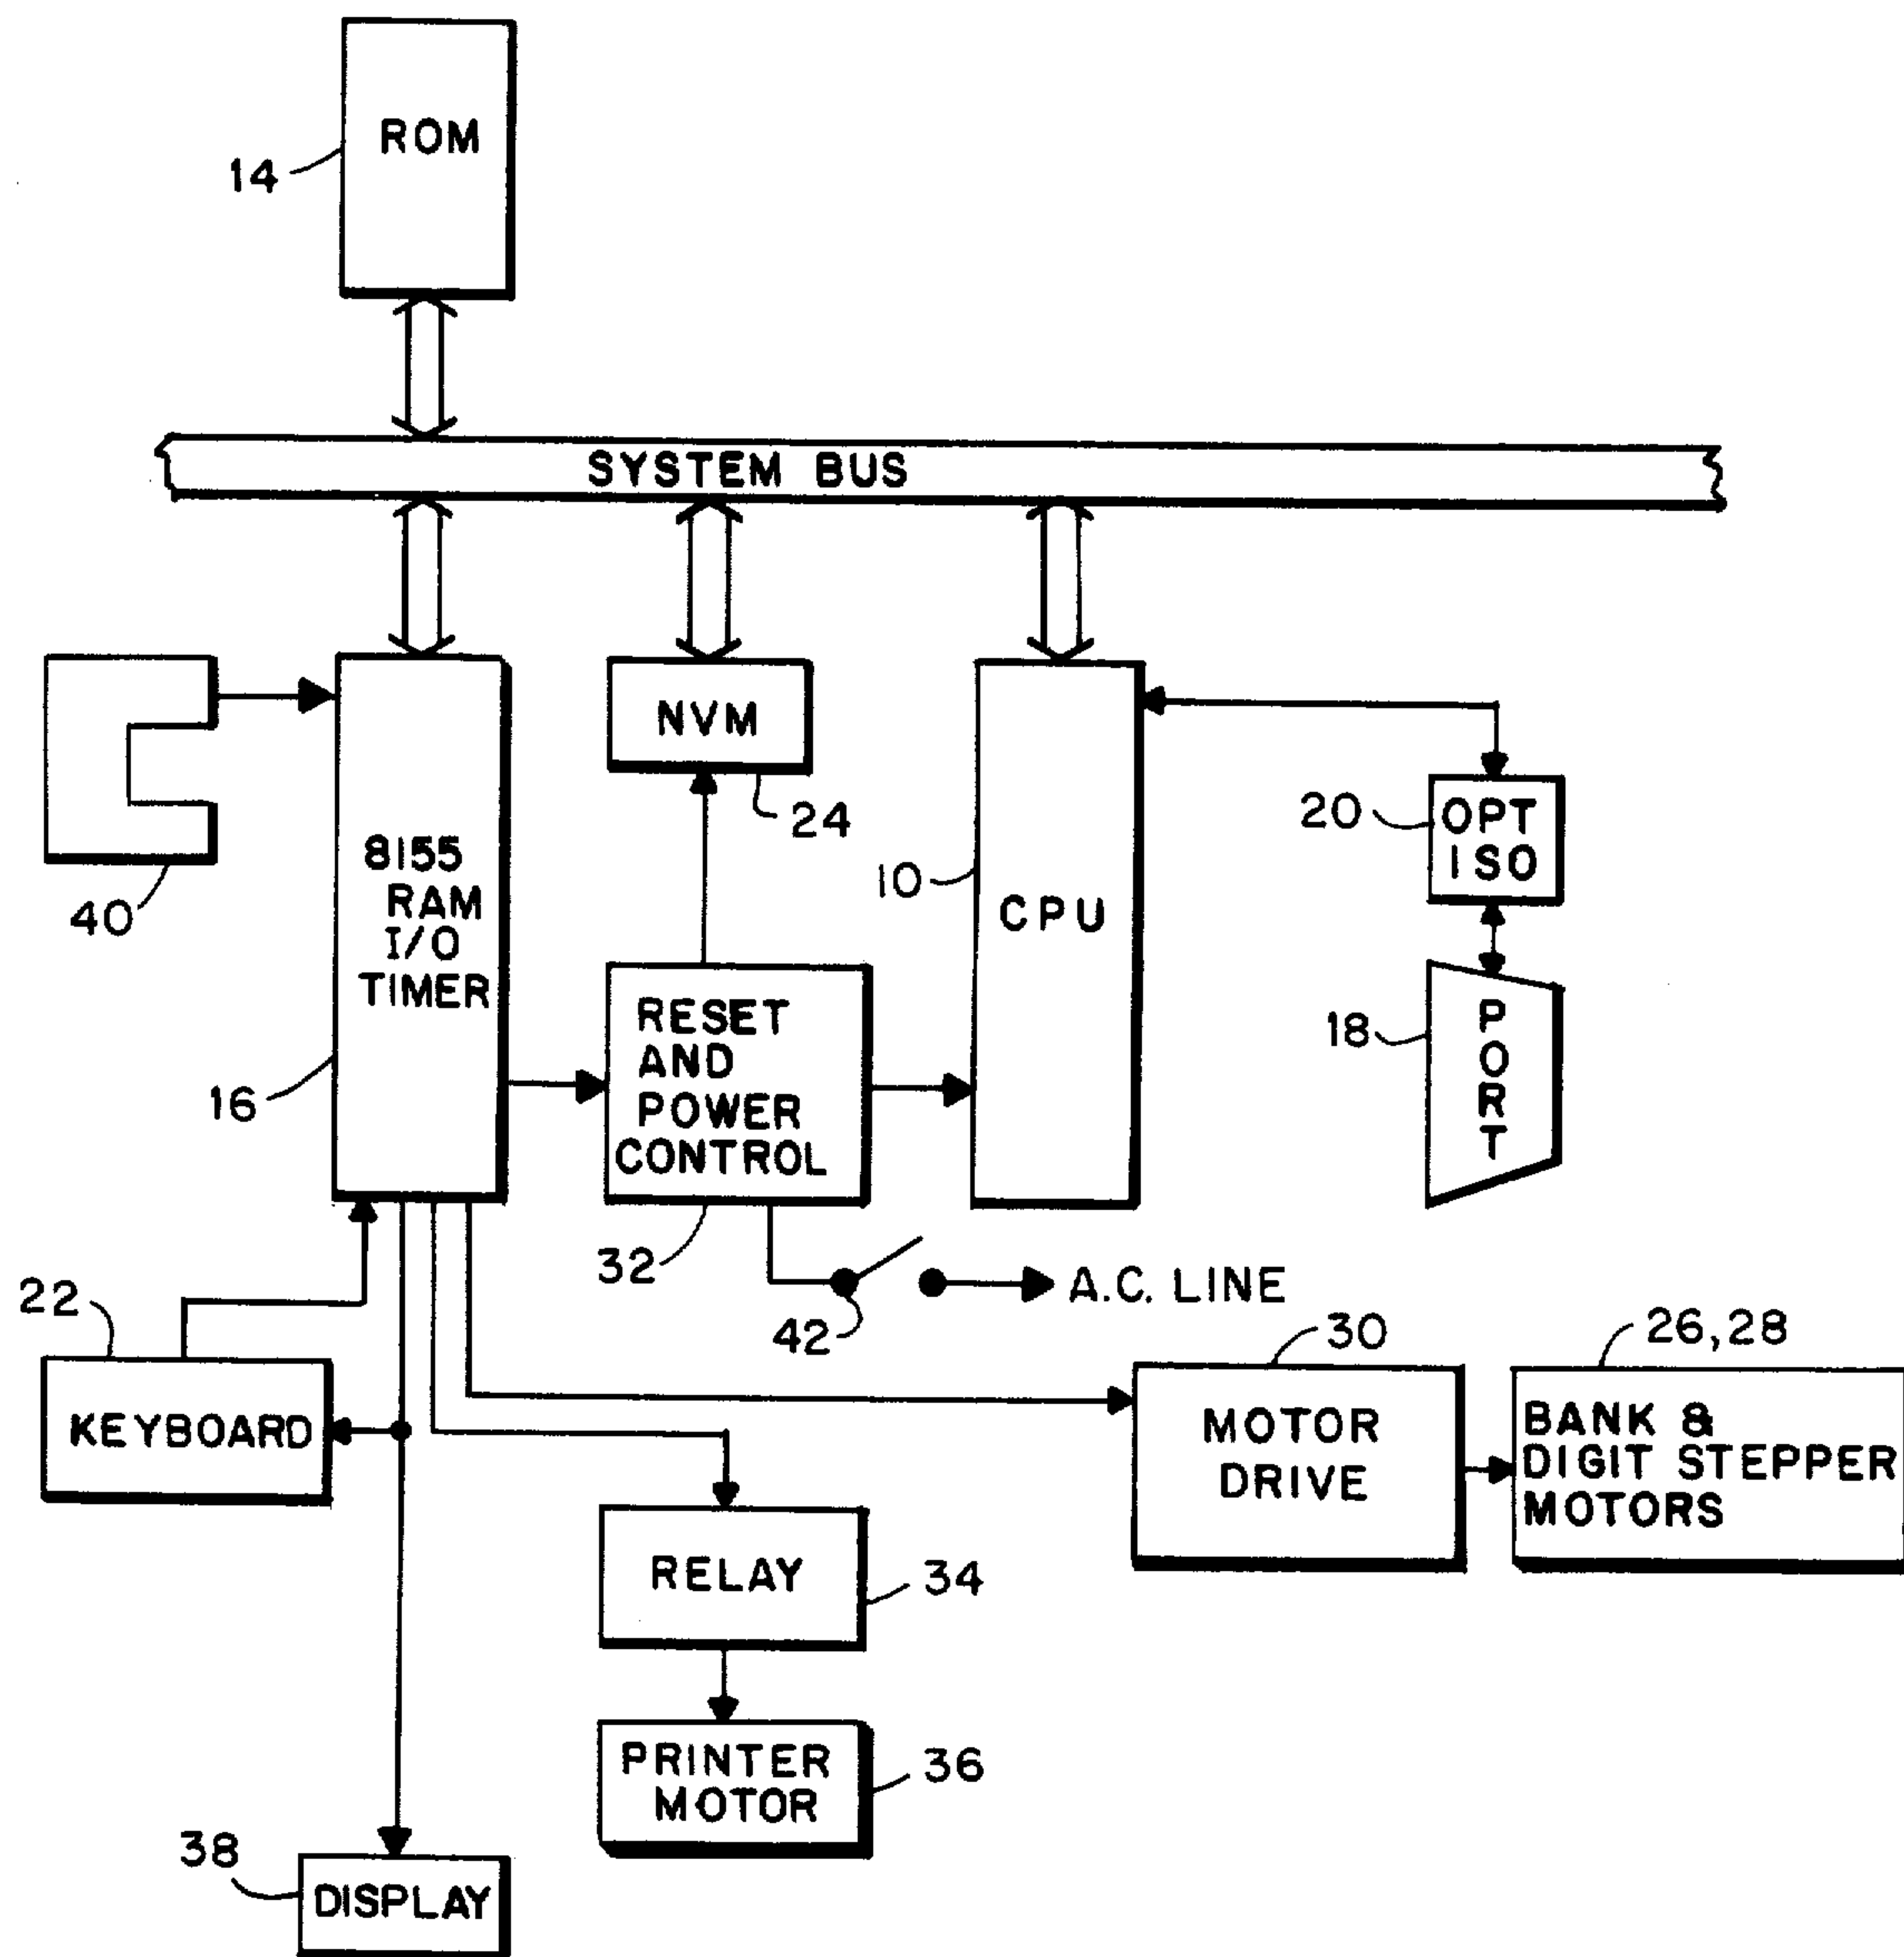 ROM
14
SYSTEM BUS
NVM
24
40
8155
RAM
I/O
TIMER
16
10
CPU
20
OPT
ISO
18
PORT
RESET
AND
POWER
CONTROL
32
42
A.C. LINE
22
KEYBOARD
30
MOTOR
DRIVE
26,28
BANK &
DIGIT STEPPER
MOTORS
RELAY
34
PRINTER
MOTOR
36
38
DISPLAY